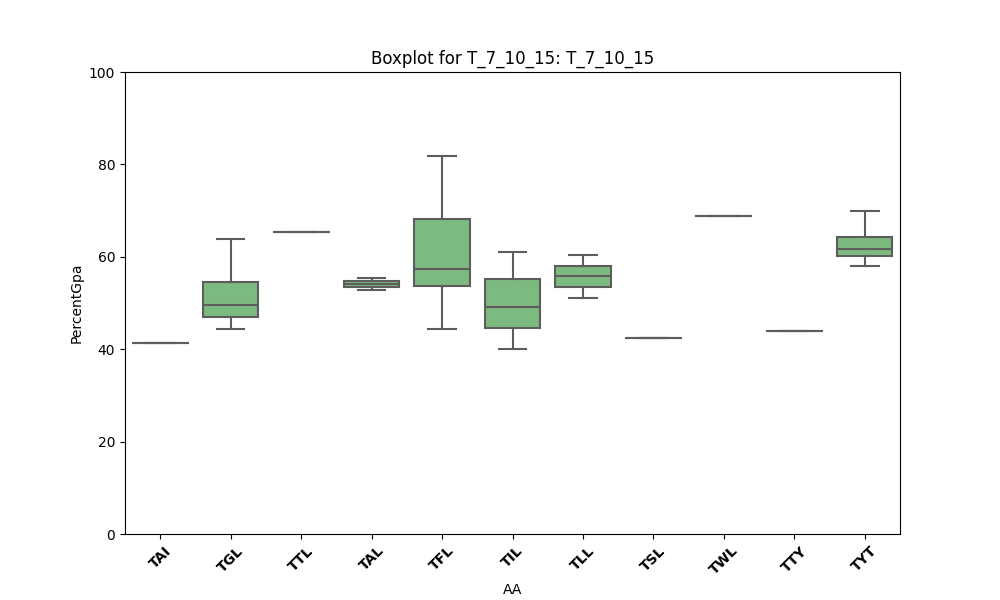 Boxplot for T_7_10_15: T_7_10_15
100
80
60
40
20
0
PercentGpa
TAI TGL TTL TAL TFL TIL TLL TSL TWL TTY TYT
AA